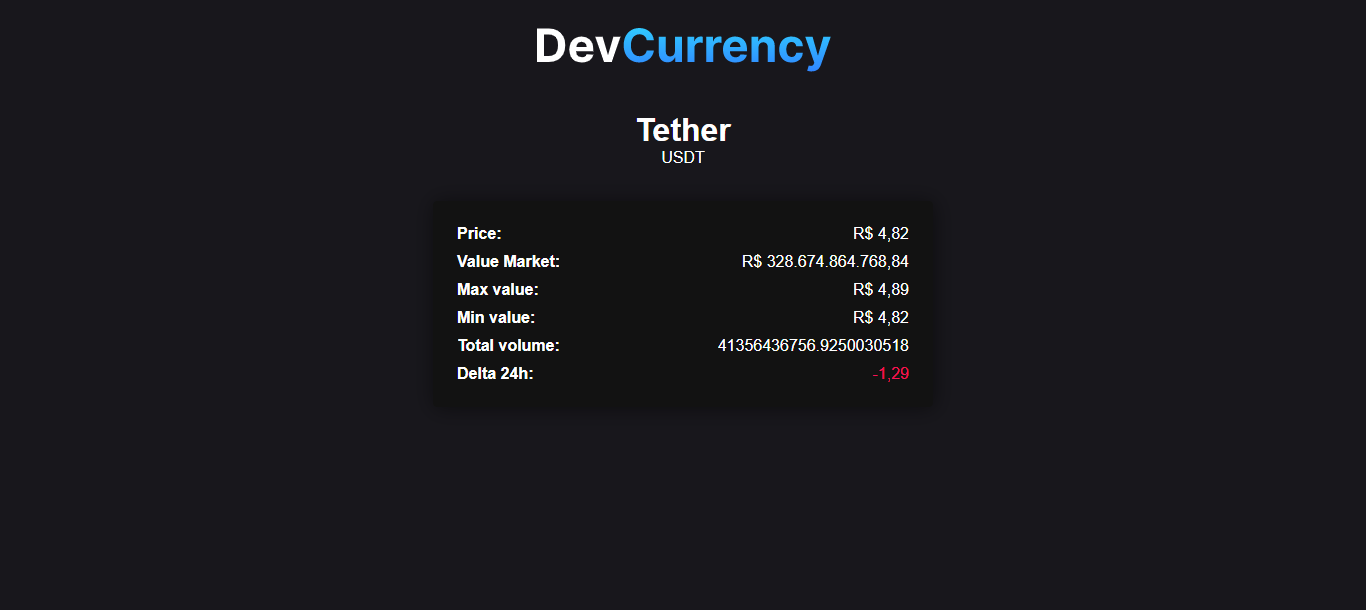 DevCurrency
Tether
USDT
Price: R$ 4,82
Value Market: R$ 328.674.864.768,84
Max value: R$ 4,89
Min value: R$ 4,82
Total volume: 41356436756.9250030518
Delta 24h: -1,29